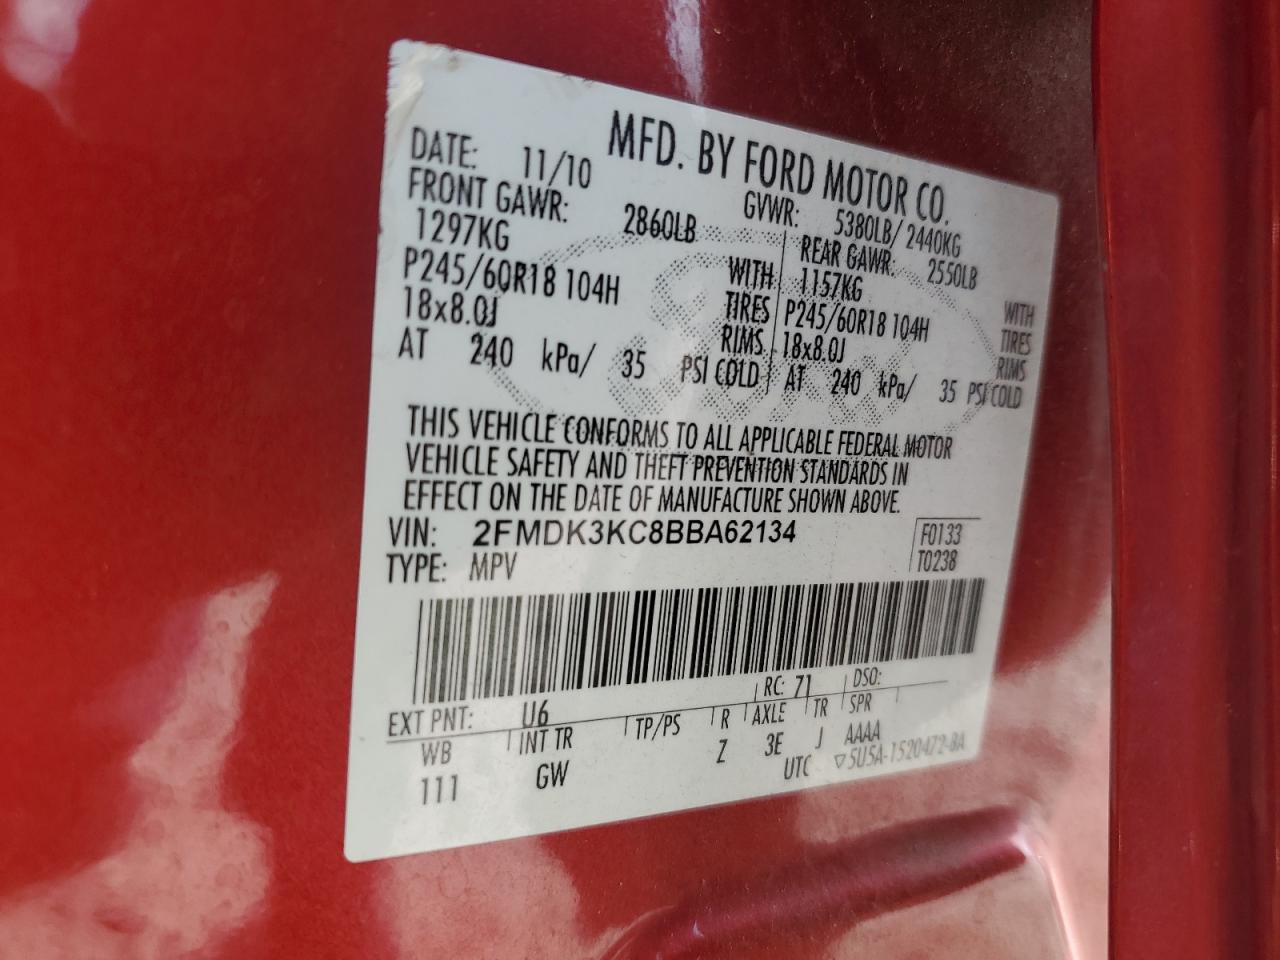 MFD. BY FORD MOTOR CO.
DATE: 11/10 GVWR: 5380LB/ 2440KG
FRONT GAWR: 2860LB REAR GAWR: 2550LB
1297KG WITH 1157KG WITH
P245/60R18 104H TIRES P245/60R18 104H TIRES
18x8.0J RIMS 18x8.0J RIMS
AT 240 kPa/ 35 PSI COLD AT 240 kPa/ 35 PSI COLD
THIS VEHICLE CONFORMS TO ALL APPLICABLE FEDERAL MOTOR
VEHICLE SAFETY AND THEFT PREVENTION STANDARDS IN
EFFECT ON THE DATE OF MANUFACTURE SHOWN ABOVE.
VIN: 2FMDK3KC8BBA62134 F0133
TYPE: MPV T0238
EXT PNT: U6 RC: 71 DSO:
WB INT TR TP/PS R AXLE TR SPR
111 GW Z 3E J AAAA
UTC ▽5U5A-1520472-BA